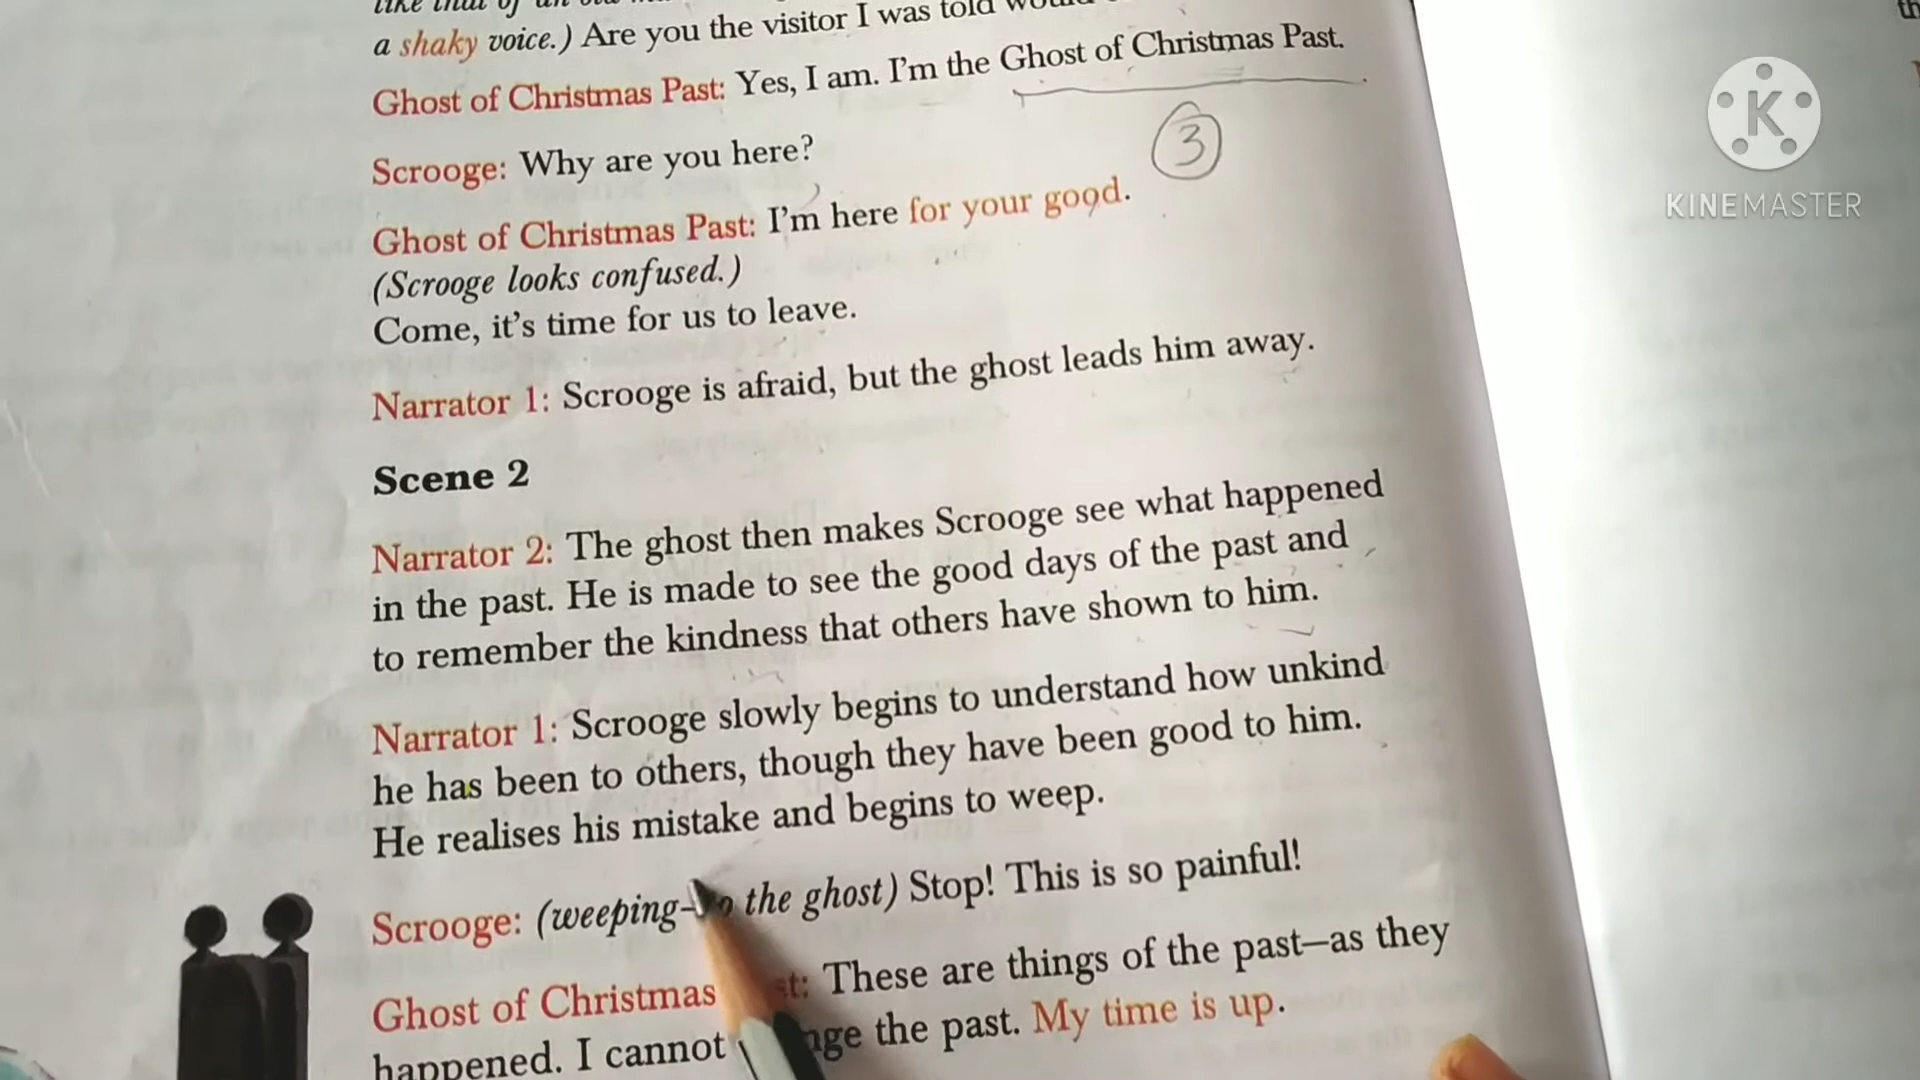 like that of an old
a shaky voice.) Are you the visitor I was told would
Ghost of Christmas Past: Yes, I am. I'm the Ghost of Christmas Past.
3
Scrooge: Why are you here?
Ghost of Christmas Past: I'm here for your good.
(Scrooge looks confused.)
Come, it's time for us to leave.
Narrator 1: Scrooge is afraid, but the ghost leads him away.
Scene 2
Narrator 2: The ghost then makes Scrooge see what happened
in the past. He is made to see the good days of the past and
to remember the kindness that others have shown to him.
Narrator 1: Scrooge slowly begins to understand how unkind
he has been to others, though they have been good to him.
He realises his mistake and begins to weep.
Scrooge: (weeping–to the ghost) Stop! This is so painful!
Ghost of Christmas Past: These are things of the past—as they
happened. I cannot change the past. My time is up.
K
KINEMASTER